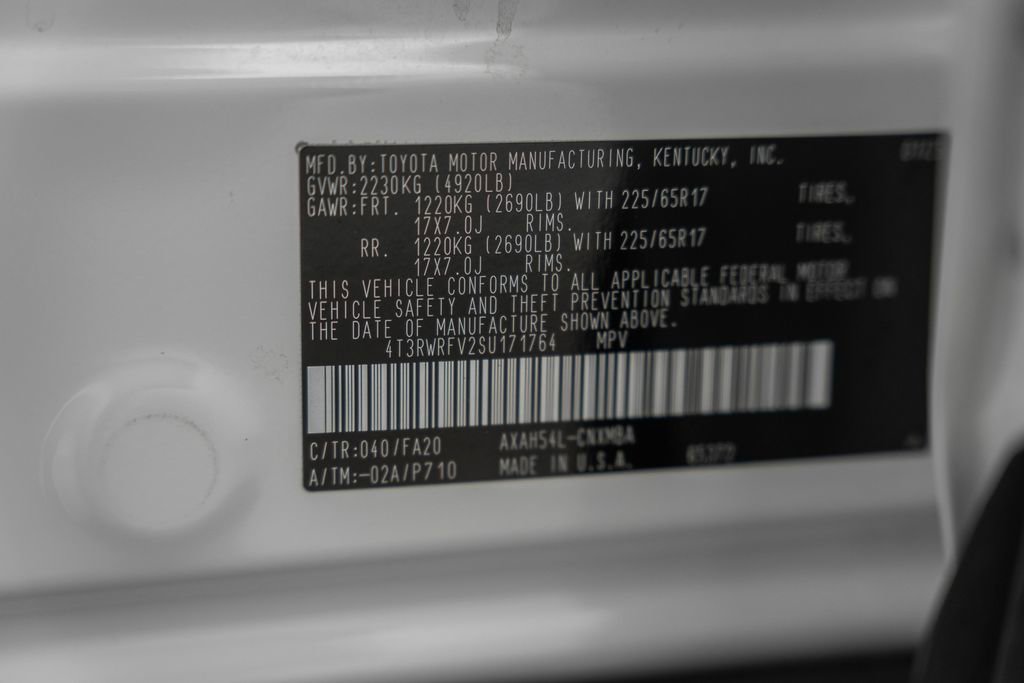 MFD.BY:TOYOTA MOTOR MANUFACTURING, KENTUCKY, INC.
GVWR:2230KG (4920LB)
GAWR:FRT. 1220KG (2690LB) WITH 225/65R17 TIRES,
17X7.0J RIMS.
RR. 1220KG (2690LB) WITH 225/65R17 TIRES,
17X7.0J RIMS.
THIS VEHICLE CONFORMS TO ALL APPLICABLE FEDERAL MOTOR
VEHICLE SAFETY AND THEFT PREVENTION STANDARDS IN EFFECT ON
THE DATE OF MANUFACTURE SHOWN ABOVE.
4T3RWRFV2SU171764 MPV
C/TR:040/FA20 AXAH54L-CNXMBA
A/TM:-02A/P710 MADE IN U.S.A.